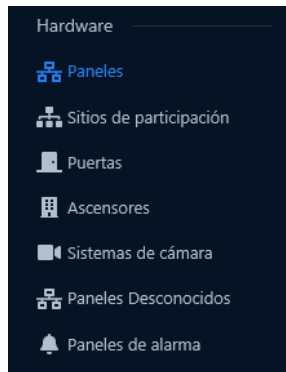 Hardware
Paneles
Sitios de participación
Puertas
Ascensores
Sistemas de cámara
Paneles Desconocidos
Paneles de alarma